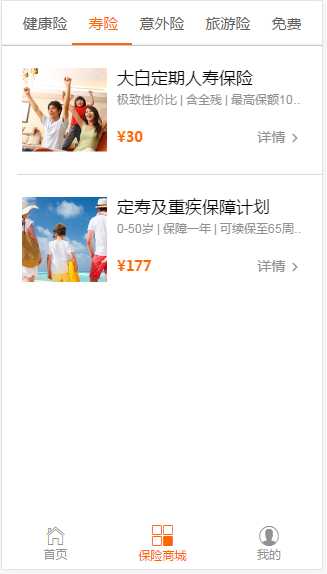 健康险 寿险 意外险 旅游险 免费
大白定期人寿保险
极致性价比 | 含全残 | 最高保额10...
¥30 详情
定寿及重疾保障计划
0-50岁 | 保障一年 | 可续保至65周...
¥177 详情
首页 保险商城 我的